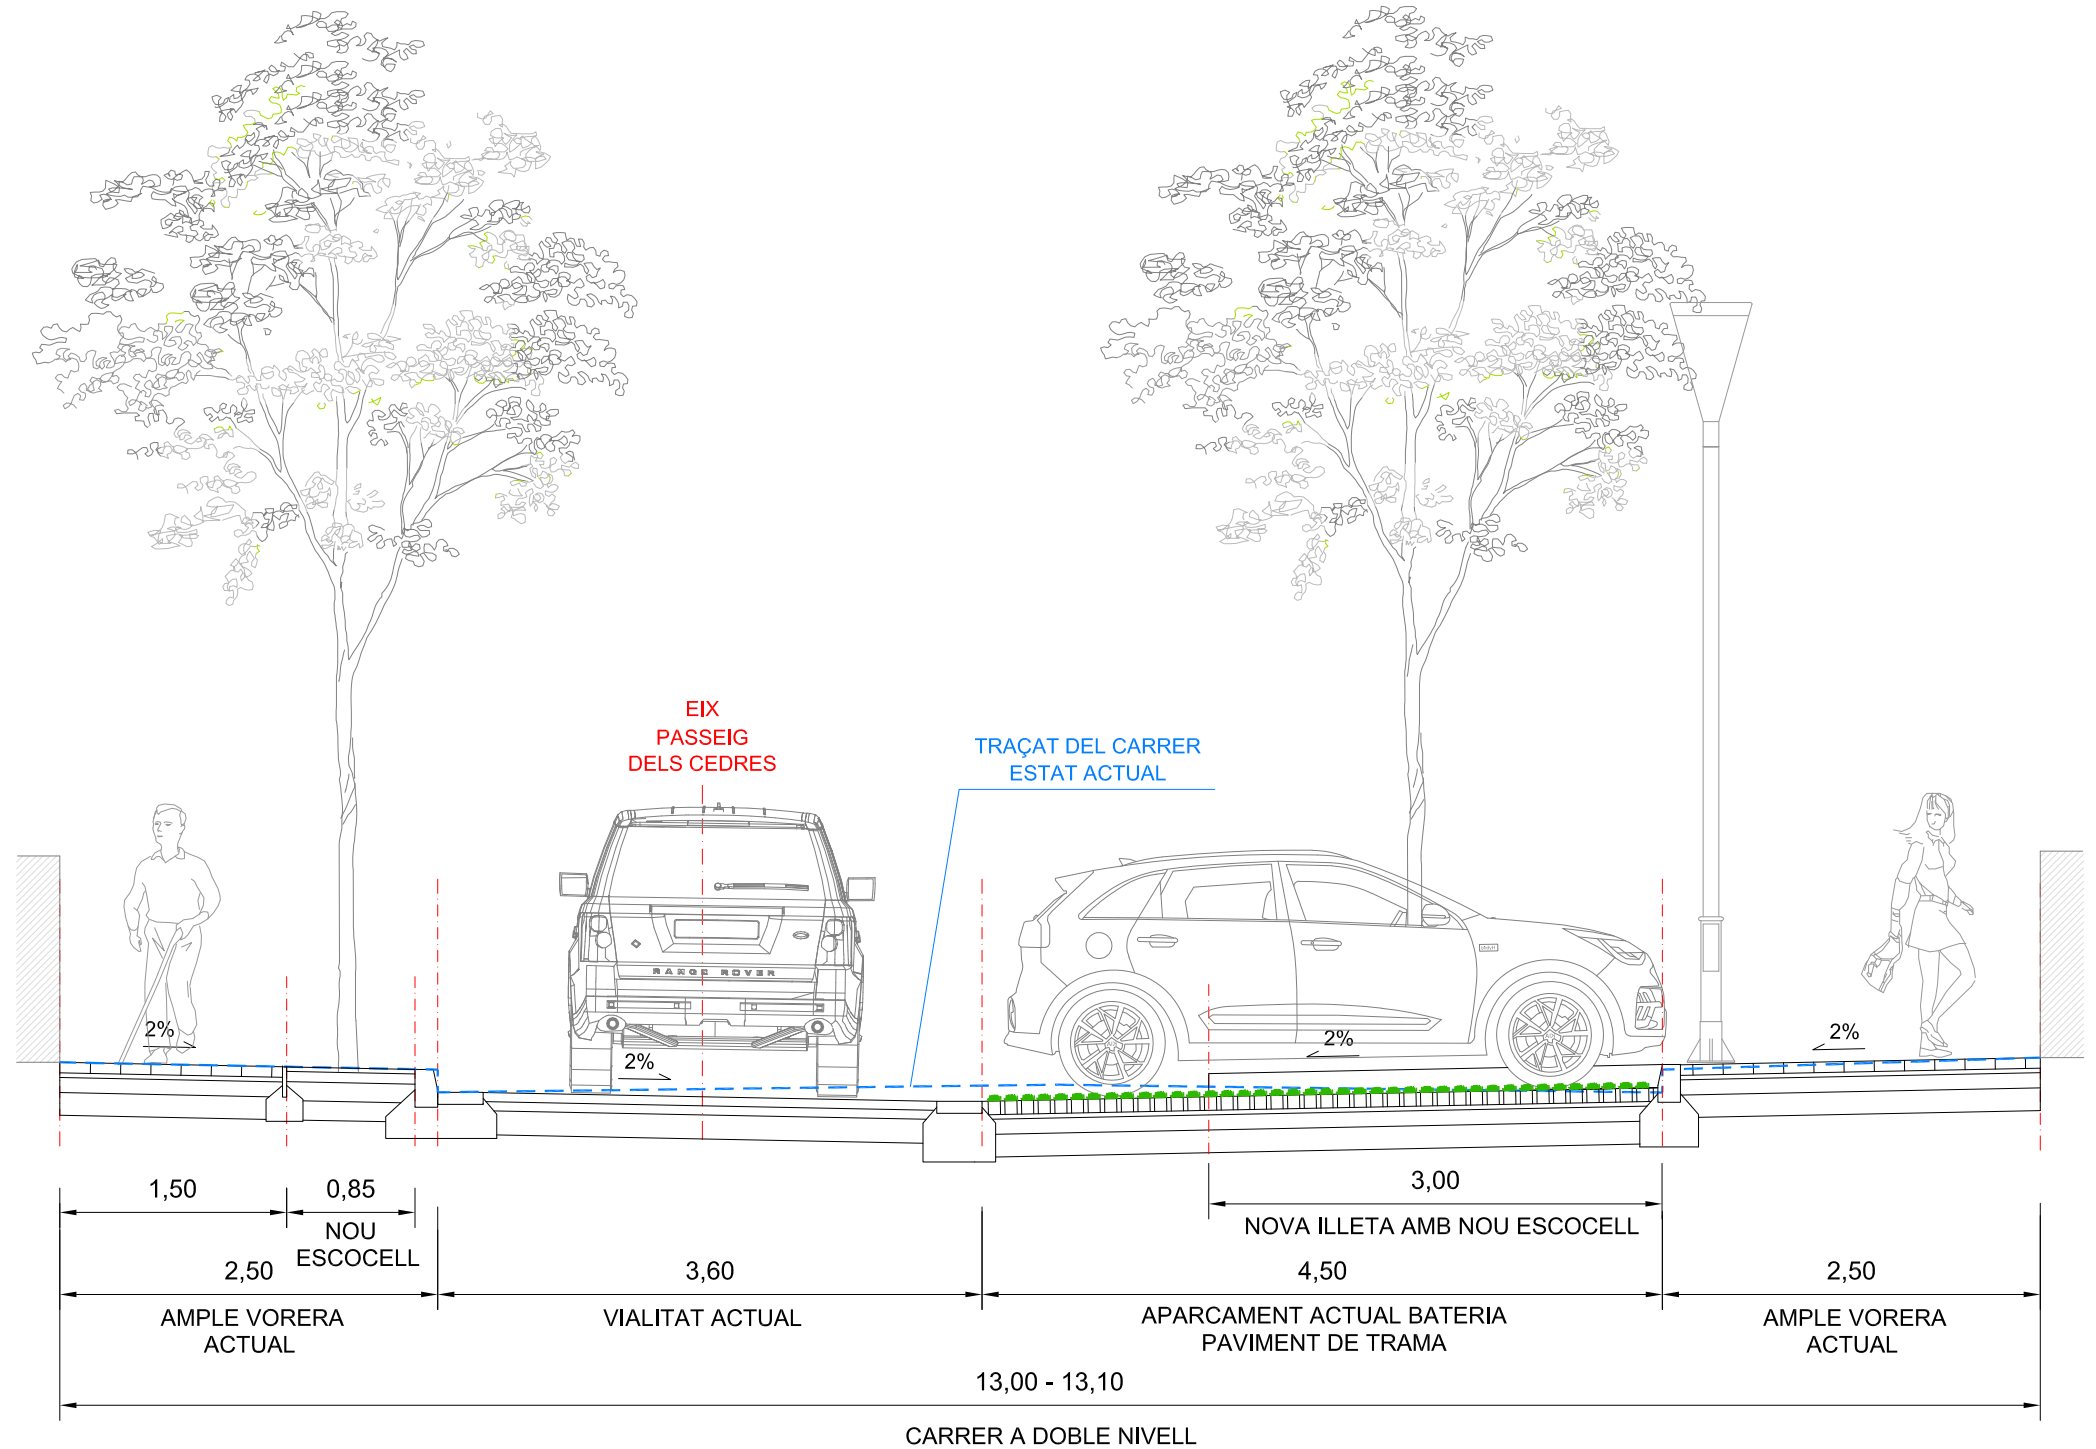 EIX
PASSEIG
DELS CEDRES
TRAÇAT DEL CARRER
ESTAT ACTUAL
RANGE ROVER
2%
2%
2%
2%
1,50
0,85
3,00
NOU
ESCOCELL
NOVA ILLETA AMB NOU ESCOCELL
2,50
3,60
4,50
2,50
AMPLE VORERA
ACTUAL
VIALITAT ACTUAL
APARCAMENT ACTUAL BATERIA
PAVIMENT DE TRAMA
AMPLE VORERA
ACTUAL
13,00 - 13,10
CARRER A DOBLE NIVELL